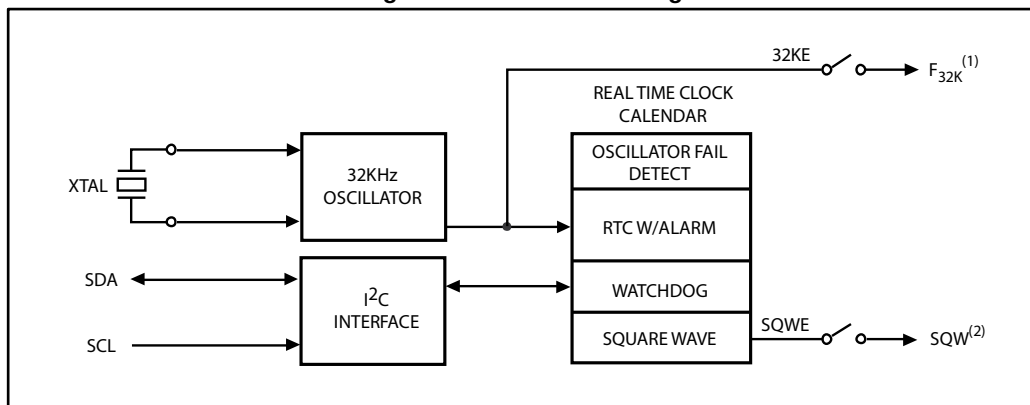 32KE
F32K(1)
REAL TIME CLOCK
CALENDAR
OSCILLATOR FAIL
DETECT
XTAL
32KHz
OSCILLATOR
RTC W/ALARM
SDA
I2C
INTERFACE
WATCHDOG
SCL
SQUARE WAVE
SQWE
SQW(2)